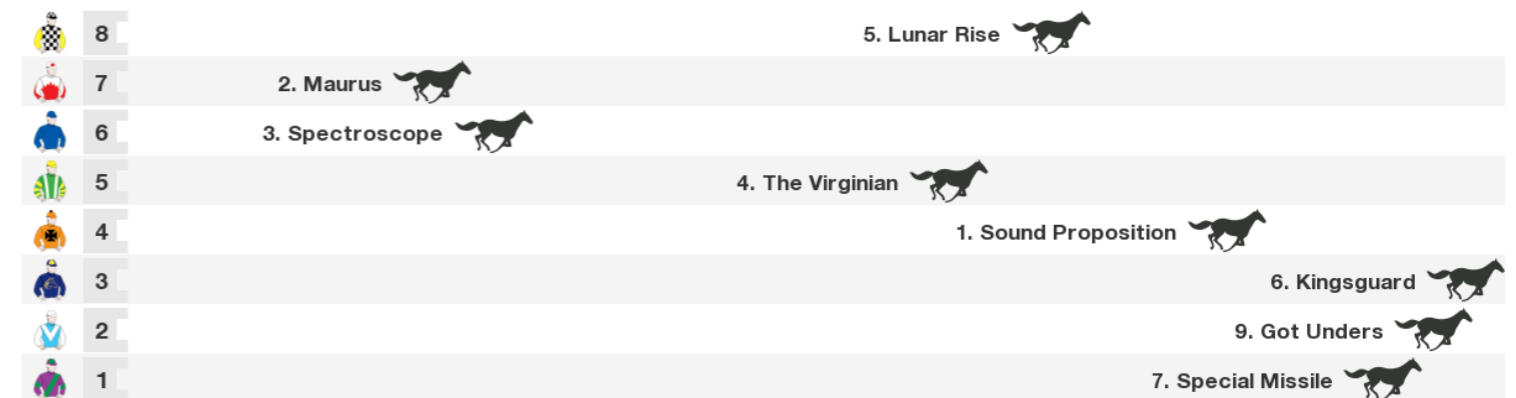 8 5. Lunar Rise
7 2. Maurus
6 3. Spectroscope
5 4. The Virginian
4 1. Sound Proposition
3 6. Kingsguard
2 9. Got Unders
1 7. Special Missile